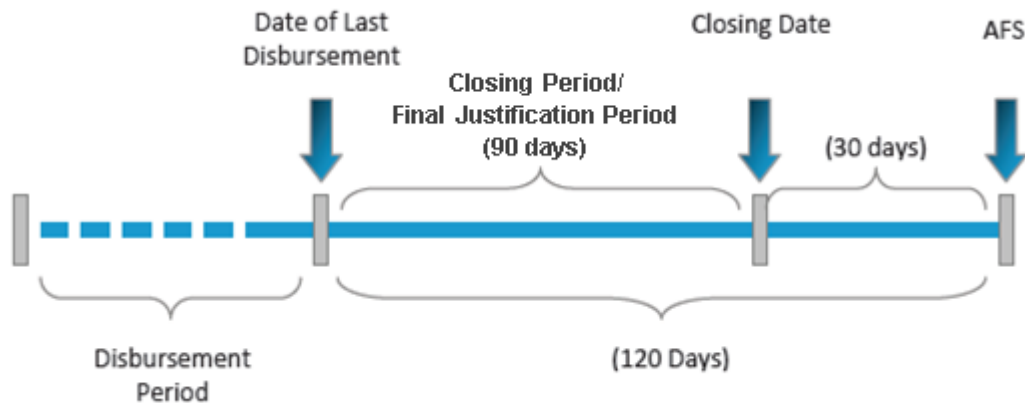 Date of Last
Disbursement
Closing Date
AFS
Closing Period/
Final Justification Period
(90 days)
(30 days)
Disbursement
Period
(120 Days)